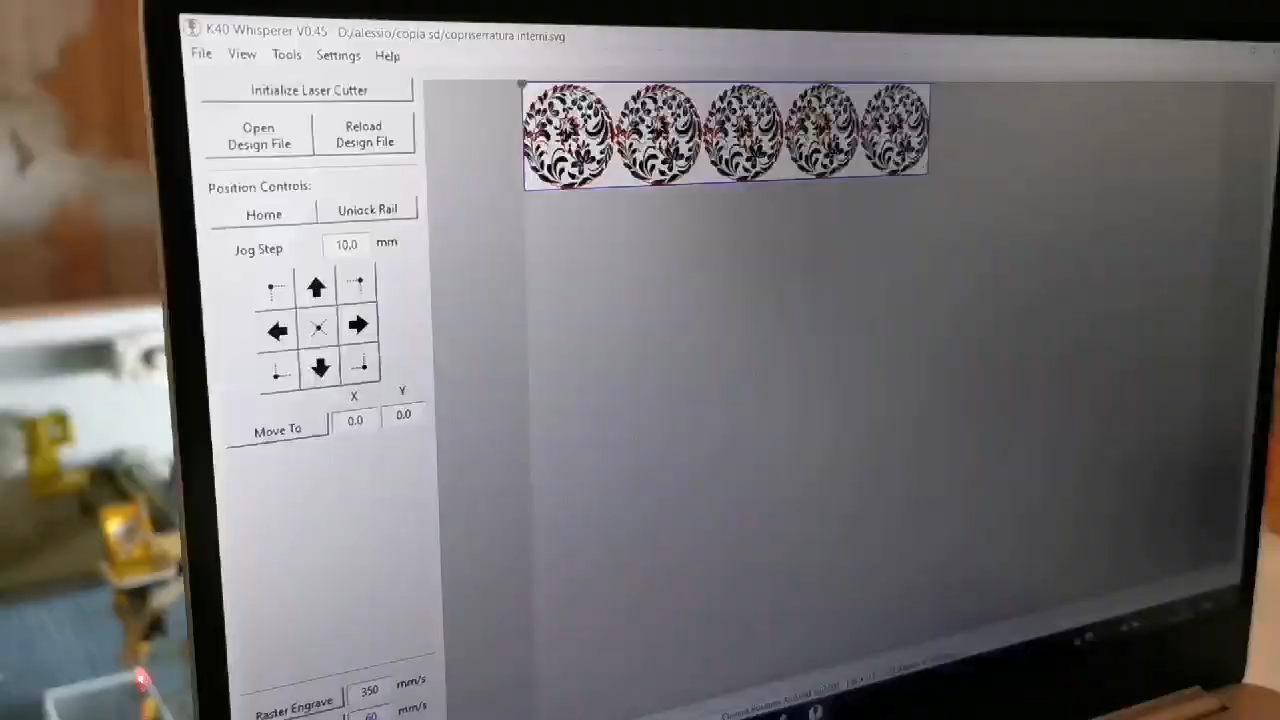 K40 Whisperer V0.45 D:/alessio/copia sd/copriserratura interni.svg
File View Tools Settings Help
Initialize Laser Cutter
Open Design File
Reload Design File
Position Controls:
Home Unlock Rail
Jog Step 10,0 mm
X Y
Move To 0.0 0.0
Raster Engrave 350 mm/s
60 mm/s